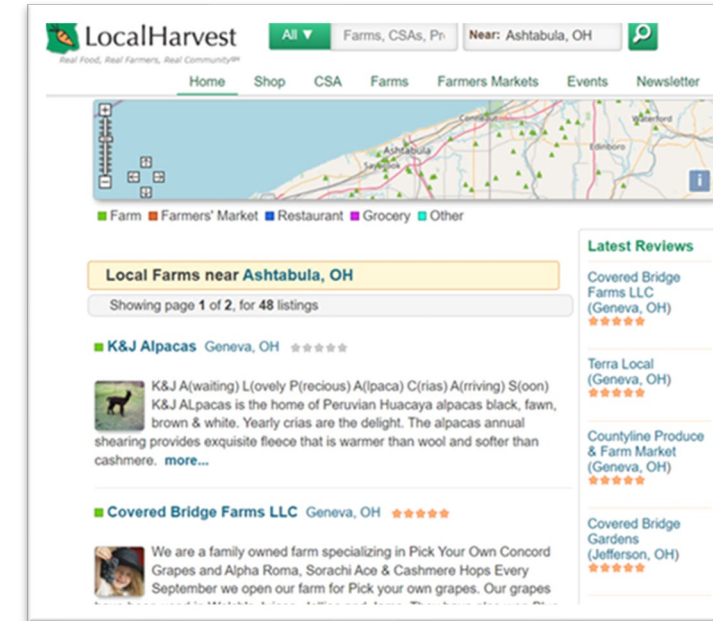 LocalHarvest
Real Food, Real Farmers, Real Community℠
All ▼ Farms, CSAs, Pr Near: Ashtabula, OH
Home Shop CSA Farms Farmers Markets Events Newsletter
Conneaut
Waterford
Ashtabula
Edinboro
Saybrook
i
Farm Farmers' Market Restaurant Grocery Other
Local Farms near Ashtabula, OH
Showing page 1 of 2, for 48 listings
K&J Alpacas Geneva, OH
K&J A(waiting) L(ovely P(recious) A(lpaca) C(rias) A(rriving) S(oon)
K&J ALpacas is the home of Peruvian Huacaya alpacas black, fawn,
brown & white. Yearly crias are the delight. The alpacas annual
shearing provides exquisite fleece that is warmer than wool and softer than
cashmere. more...
Covered Bridge Farms LLC Geneva, OH
We are a family owned farm specializing in Pick Your Own Concord
Grapes and Alpha Roma, Sorachi Ace & Cashmere Hops Every
September we open our farm for Pick your own grapes. Our grapes
Latest Reviews
Covered Bridge
Farms LLC
(Geneva, OH)
Terra Local
(Geneva, OH)
Countyline Produce
& Farm Market
(Geneva, OH)
Covered Bridge
Gardens
(Jefferson, OH)